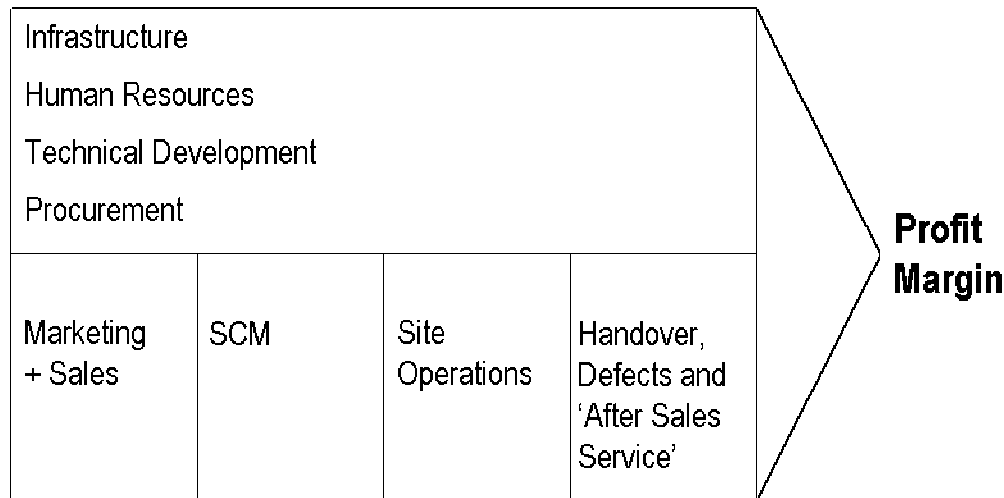 Infrastructure
Human Resources
Technical Development
Procurement
Marketing
+ Sales
SCM
Site
Operations
Handover,
Defects and
‘After Sales
Service’
Profit
Margin